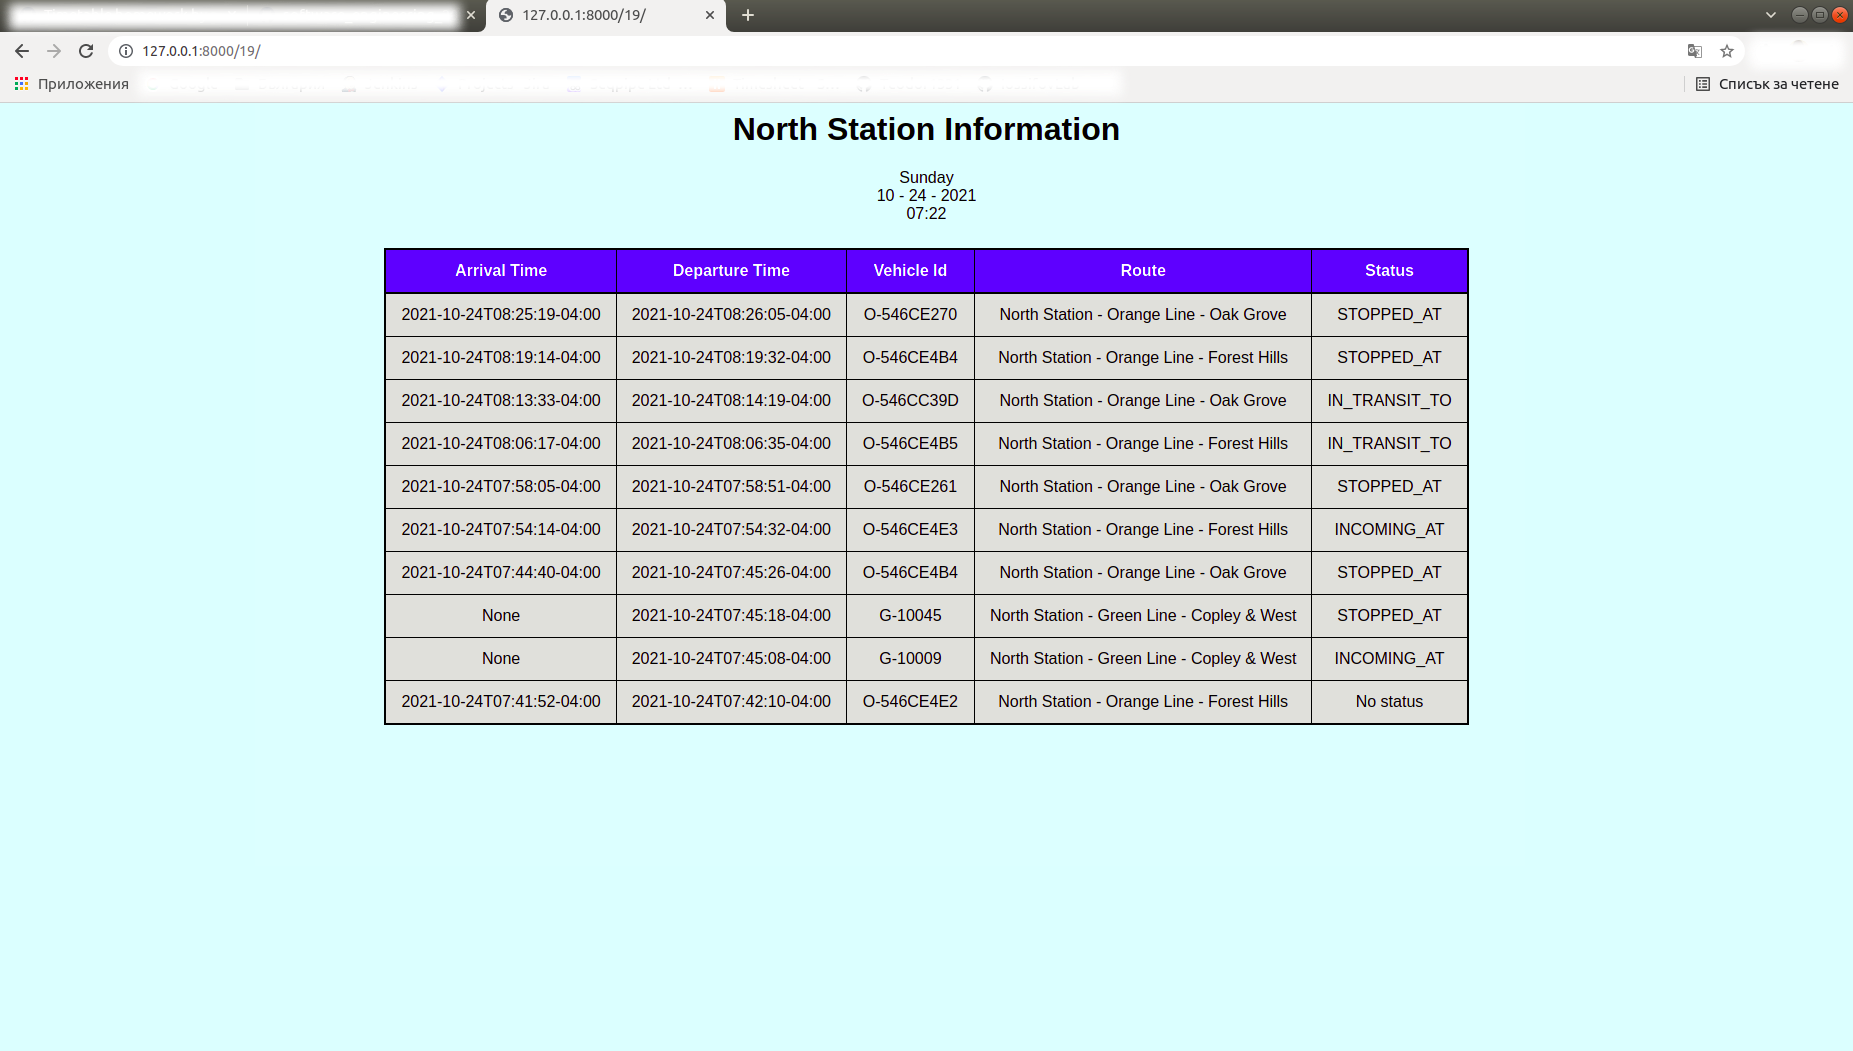 127.0.0.1:8000/19/
127.0.0.1:8000/19/
Приложения
Списък за четене
North Station Information
Sunday
10 - 24 - 2021
07:22
Arrival Time Departure Time Vehicle Id Route Status
2021-10-24T08:25:19-04:00 2021-10-24T08:26:05-04:00 O-546CE270 North Station - Orange Line - Oak Grove STOPPED_AT
2021-10-24T08:19:14-04:00 2021-10-24T08:19:32-04:00 O-546CE4B4 North Station - Orange Line - Forest Hills STOPPED_AT
2021-10-24T08:13:33-04:00 2021-10-24T08:14:19-04:00 O-546CC39D North Station - Orange Line - Oak Grove IN_TRANSIT_TO
2021-10-24T08:06:17-04:00 2021-10-24T08:06:35-04:00 O-546CE4B5 North Station - Orange Line - Forest Hills IN_TRANSIT_TO
2021-10-24T07:58:05-04:00 2021-10-24T07:58:51-04:00 O-546CE261 North Station - Orange Line - Oak Grove STOPPED_AT
2021-10-24T07:54:14-04:00 2021-10-24T07:54:32-04:00 O-546CE4E3 North Station - Orange Line - Forest Hills INCOMING_AT
2021-10-24T07:44:40-04:00 2021-10-24T07:45:26-04:00 O-546CE4B4 North Station - Orange Line - Oak Grove STOPPED_AT
None 2021-10-24T07:45:18-04:00 G-10045 North Station - Green Line - Copley & West STOPPED_AT
None 2021-10-24T07:45:08-04:00 G-10009 North Station - Green Line - Copley & West INCOMING_AT
2021-10-24T07:41:52-04:00 2021-10-24T07:42:10-04:00 O-546CE4E2 North Station - Orange Line - Forest Hills No status